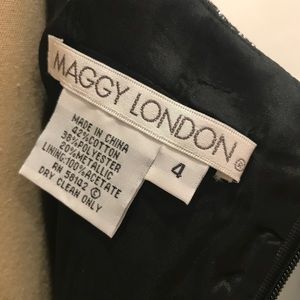 MAGGY LONDON®
4
MADE IN CHINA
42%COTTON
38%POLYESTER
20%METALLIC
LINING:100%ACETATE
RN 58102 ©
DRY CLEAN ONLY